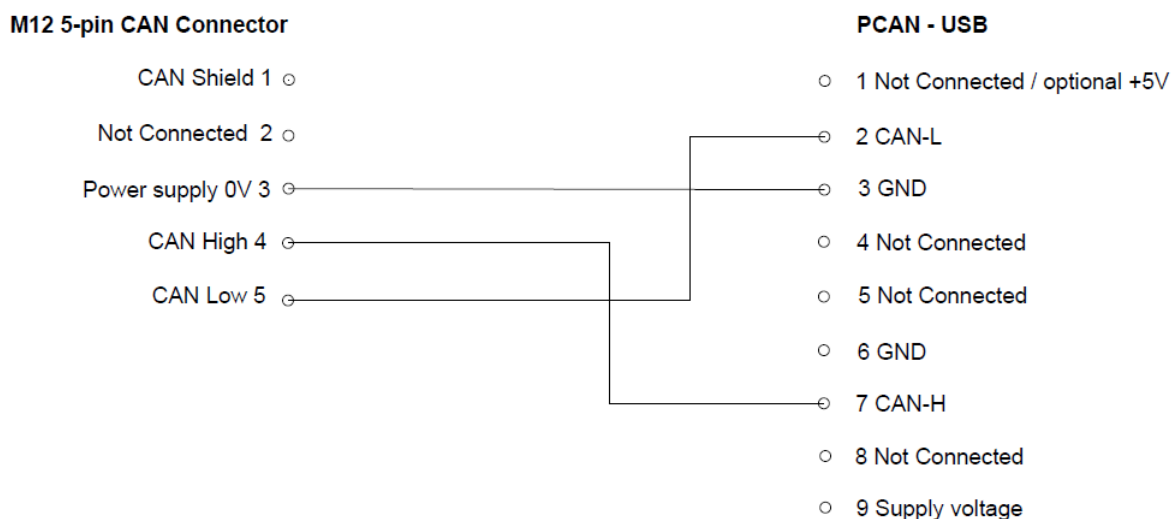 M12 5-pin CAN Connector
PCAN - USB
CAN Shield 1
Not Connected 2
Power supply 0V 3
CAN High 4
CAN Low 5
1 Not Connected / optional +5V
2 CAN-L
3 GND
4 Not Connected
5 Not Connected
6 GND
7 CAN-H
8 Not Connected
9 Supply voltage